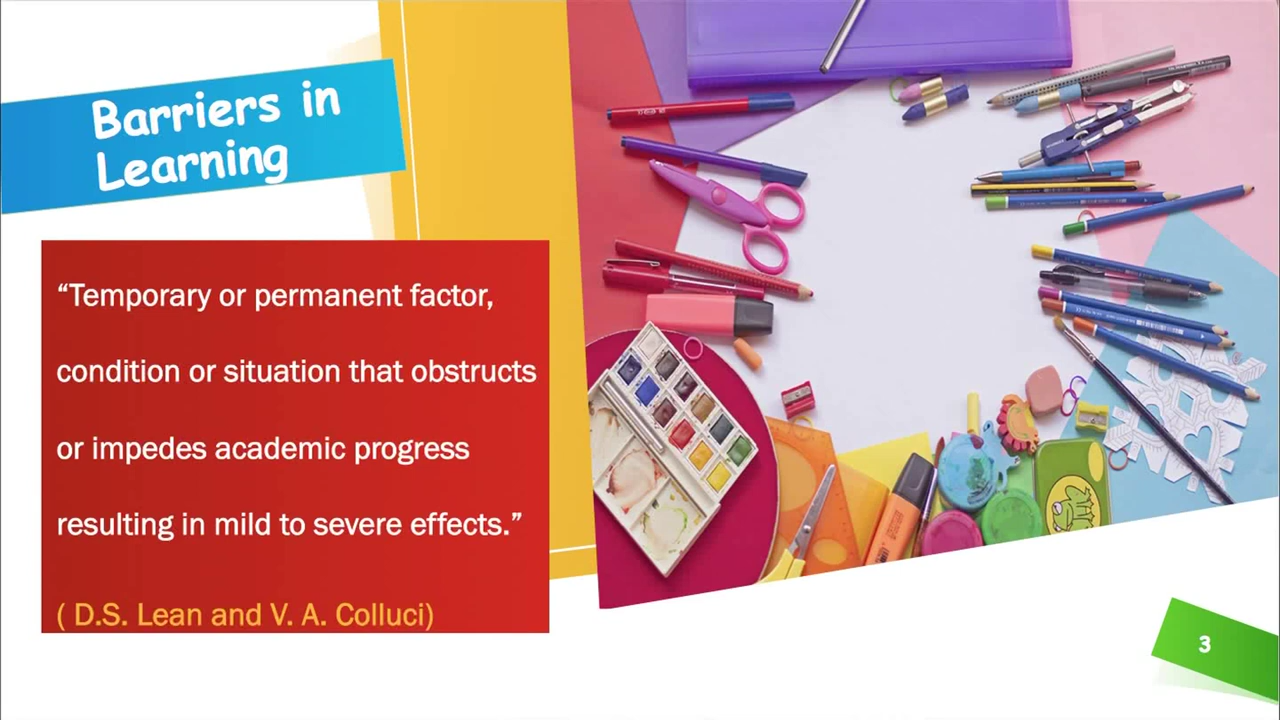 Barriers in
Learning
“Temporary or permanent factor,
condition or situation that obstructs
or impedes academic progress
resulting in mild to severe effects.”
( D.S. Lean and V. A. Colluci)
3